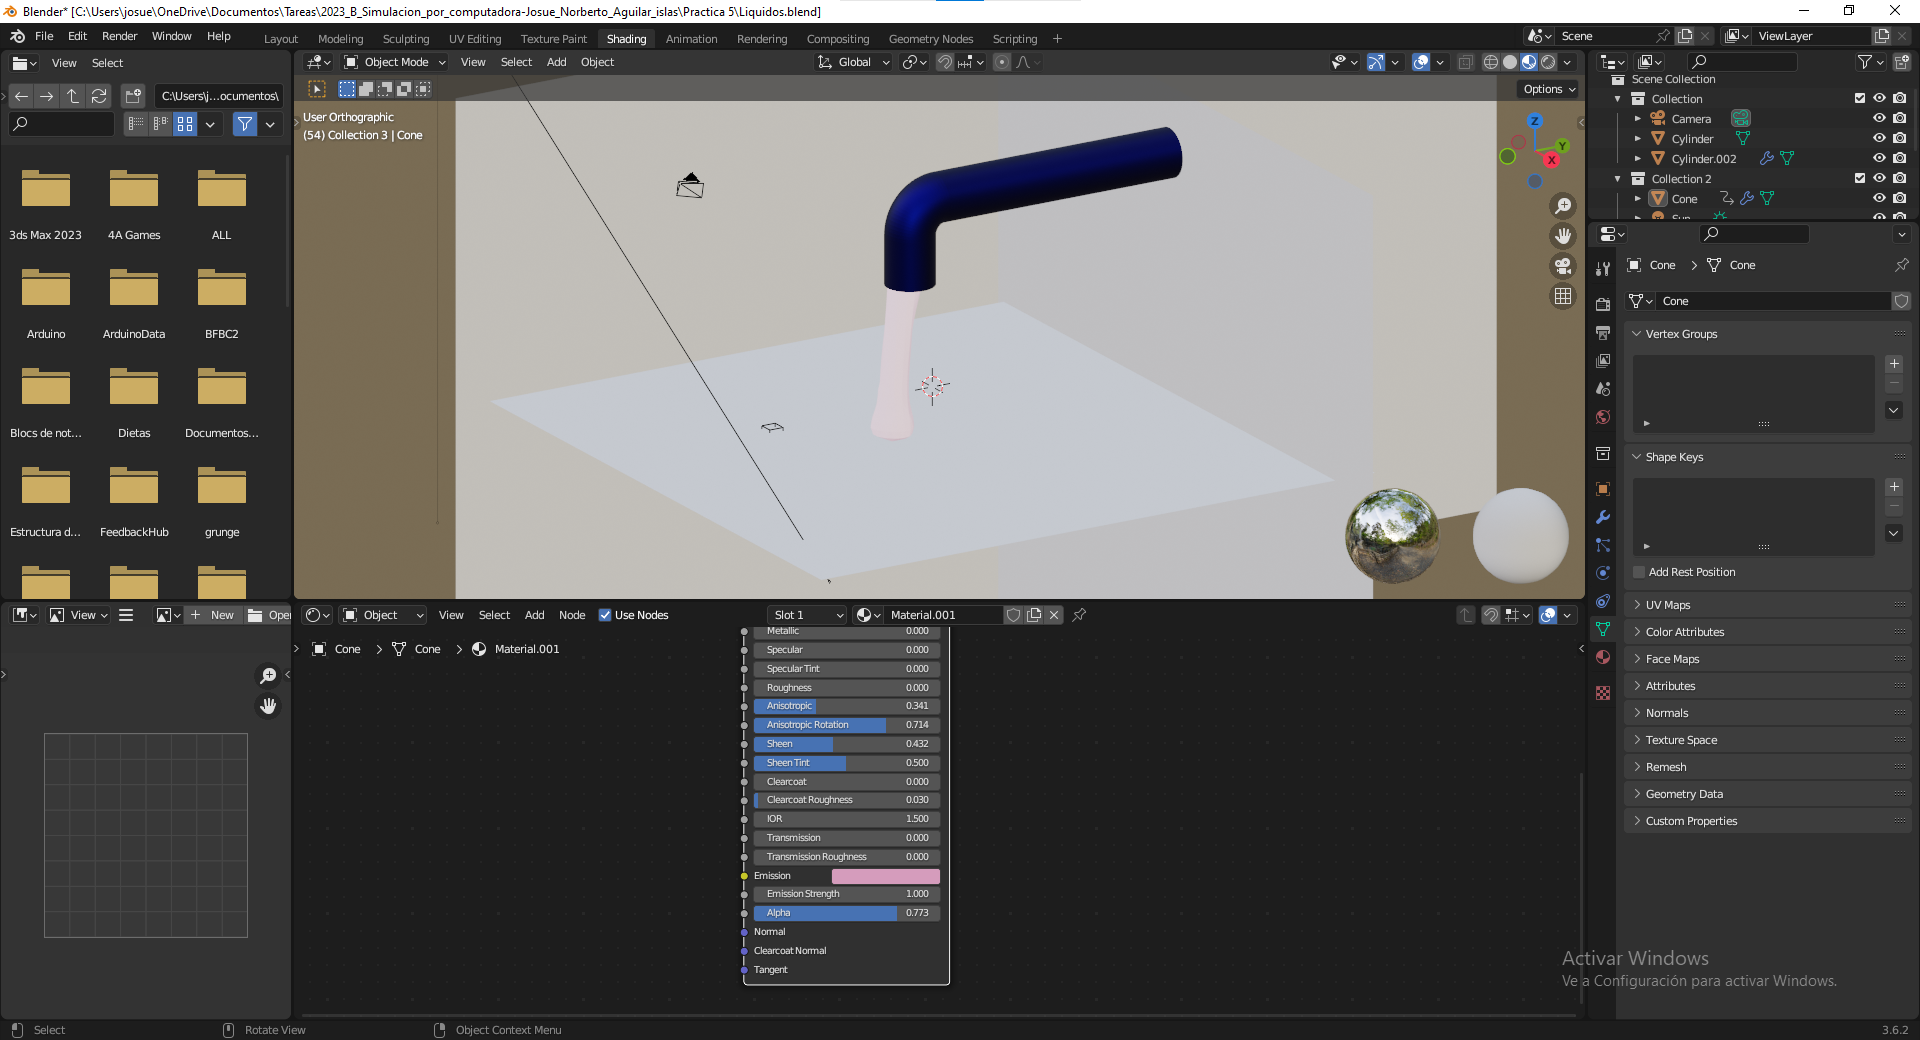 Blender* [C:\Users\josue\OneDrive\Documentos\Tareas\2023_B_Simulacion_por_computadora-Josue_Norberto_Aguilar_islas\Practica 5\Liquidos.blend]
File Edit Render Window Help Layout Modeling Sculpting UV Editing Texture Paint Shading Animation Rendering Compositing Geometry Nodes Scripting + Scene ViewLayer
View Select
Object Mode View Select Add Object Global
C:\Users\j...ocumentos\
Options
User Orthographic
(54) Collection 3 | Cone
Z
Y
X
3ds Max 2023 4A Games ALL
Arduino ArduinoData BFBC2
Blocs de not... Dietas Documentos...
Estructura d... FeedbackHub grunge
Scene Collection
Collection
Camera
Cylinder
Cylinder.002
Collection 2
Cone
Cone Cone
Cone
Vertex Groups
Shape Keys
Add Rest Position
UV Maps
Color Attributes
Face Maps
Attributes
Normals
Texture Space
Remesh
Geometry Data
Custom Properties
View New
Object View Select Add Node Use Nodes Slot 1 Material.001
Cone Cone Material.001
Metallic 0.000
Specular 0.000
Specular Tint 0.000
Roughness 0.000
Anisotropic 0.341
Anisotropic Rotation 0.714
Sheen 0.432
Sheen Tint 0.500
Clearcoat 0.000
Clearcoat Roughness 0.030
IOR 1.500
Transmission 0.000
Transmission Roughness 0.000
Emission
Emission Strength 1.000
Alpha 0.773
Normal
Clearcoat Normal
Tangent
Activar Windows
Ve a Configuración para activar Windows.
Select Rotate View Object Context Menu 3.6.2